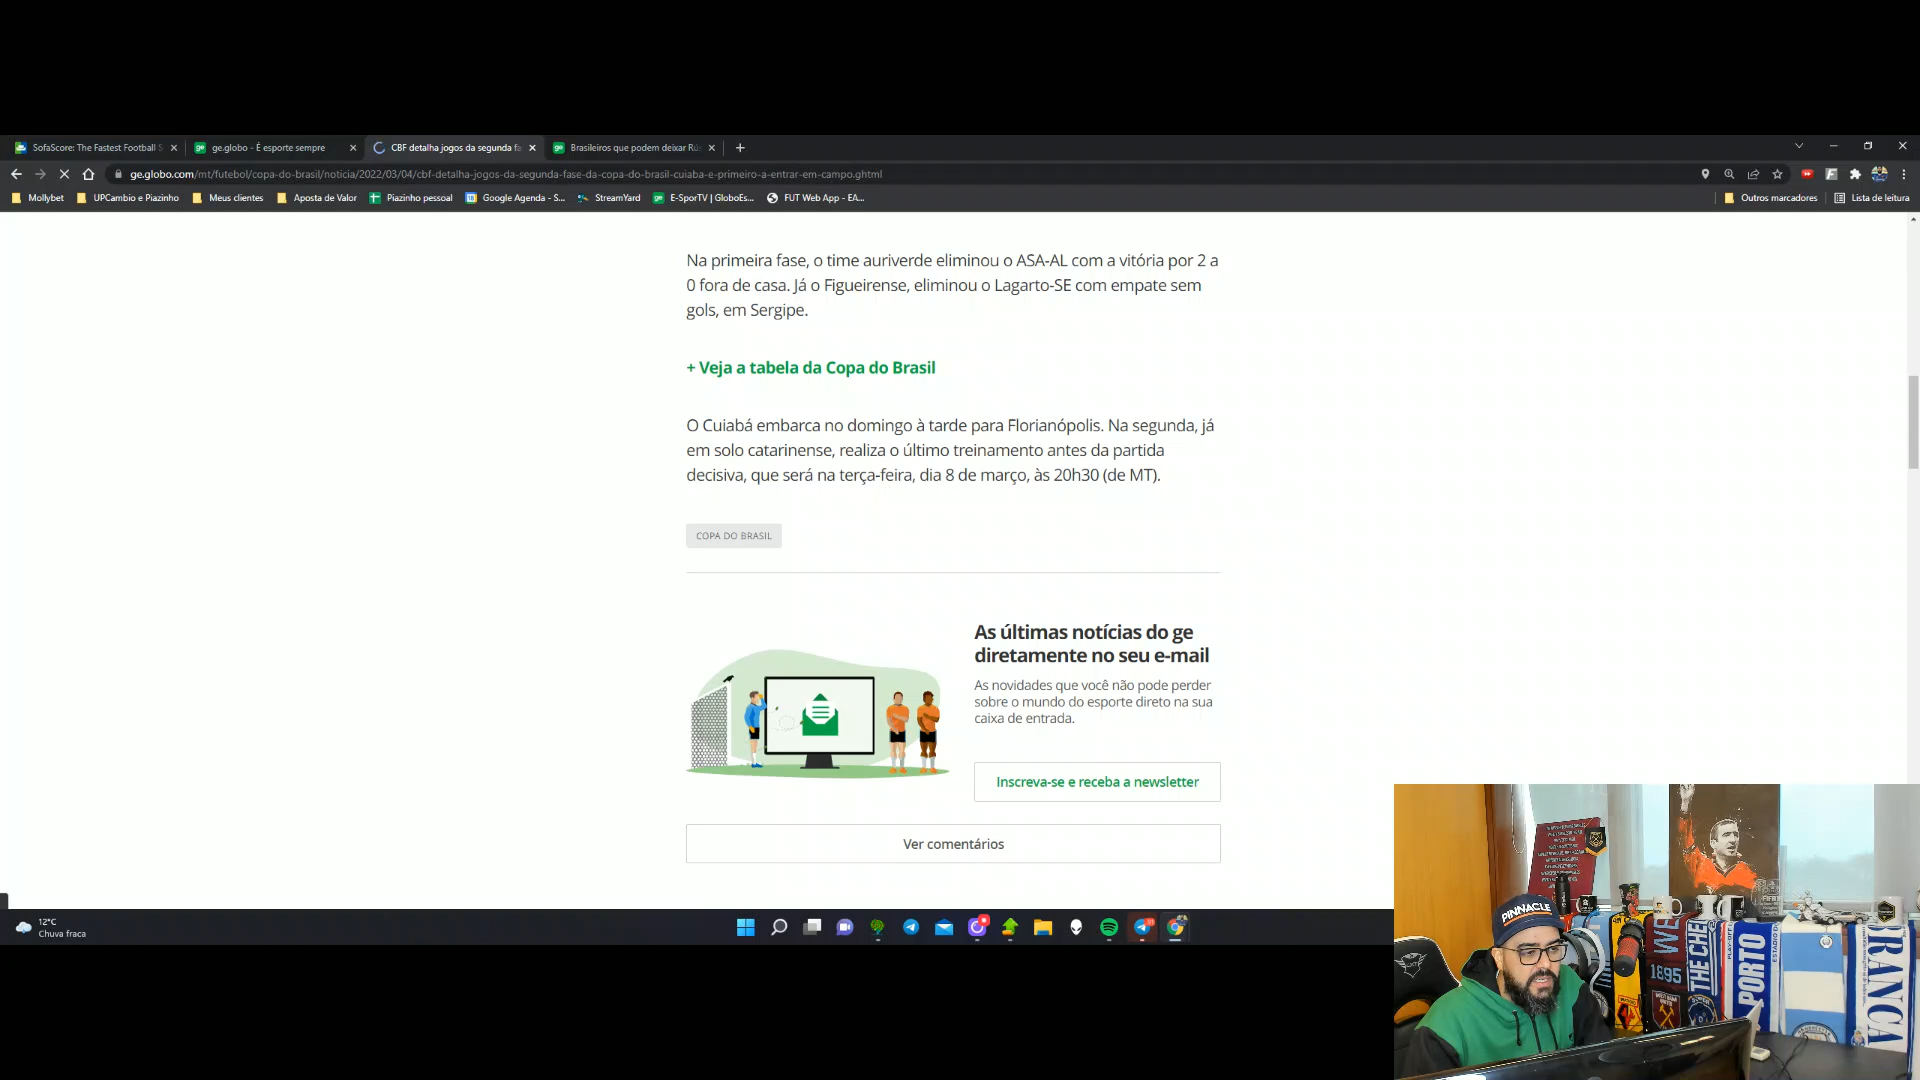 SofaScore: The Fastest Football S
ge.globo - É esporte sempre
CBF detalha jogos da segunda fa
Brasileiros que podem deixar Rús
ge.globo.com/mt/futebol/copa-do-brasil/noticia/2022/03/04/cbf-detalha-jogos-da-segunda-fase-da-copa-do-brasil-cuiaba-e-primeiro-a-entrar-em-campo.ghtml
Mollybet
UPCambio e Piazinho
Meus clientes
Aposta de Valor
Piazinho pessoal
Google Agenda - S...
StreamYard
E-SporTV | GloboEs...
FUT Web App - EA...
Outros marcadores
Lista de leitura
Na primeira fase, o time auriverde eliminou o ASA-AL com a vitória por 2 a
0 fora de casa. Já o Figueirense, eliminou o Lagarto-SE com empate sem
gols, em Sergipe.
+ Veja a tabela da Copa do Brasil
O Cuiabá embarca no domingo à tarde para Florianópolis. Na segunda, já
em solo catarinense, realiza o último treinamento antes da partida
decisiva, que será na terça-feira, dia 8 de março, às 20h30 (de MT).
COPA DO BRASIL
As últimas notícias do ge
diretamente no seu e-mail
As novidades que você não pode perder
sobre o mundo do esporte direto na sua
caixa de entrada.
Inscreva-se e receba a newsletter
Ver comentários
12°C
Chuva fraca
PINNACLE
WE
1895
THE CHE
PORTO
FRANCA